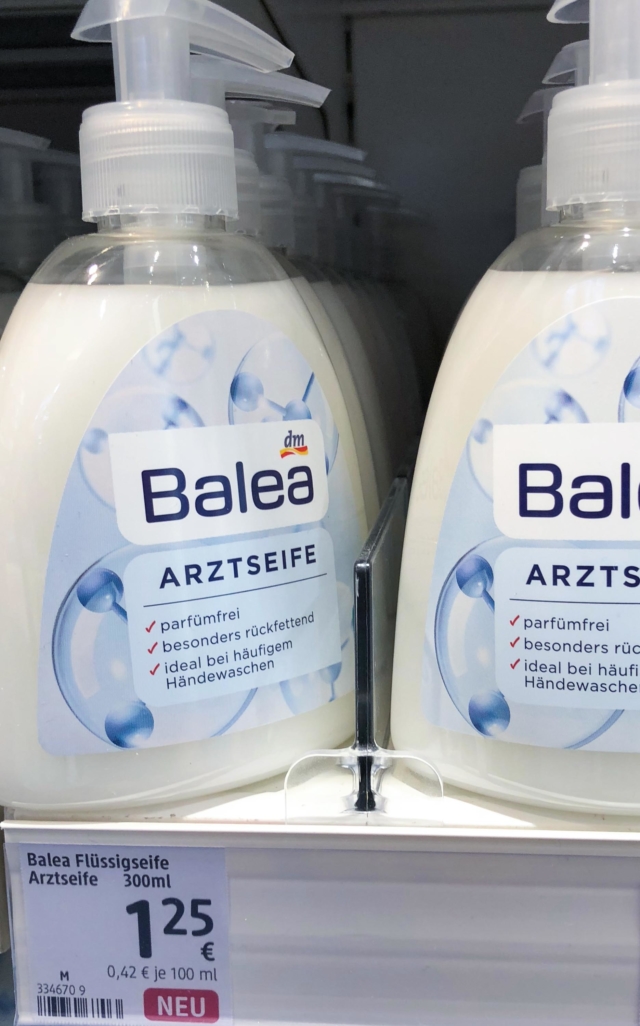 dm
Balea
ARZTSEIFE
✓ parfümfrei
✓ besonders rückfettend
✓ ideal bei häufigem
Händewaschen
Bal
ARZTS
✓ parfümfrei
✓ besonders rüc
✓ ideal bei häufi
Händewasche
Balea Flüssigseife
Arztseife 300ml
1 25
€
M 0,42 € je 100 ml
334670 9
NEU